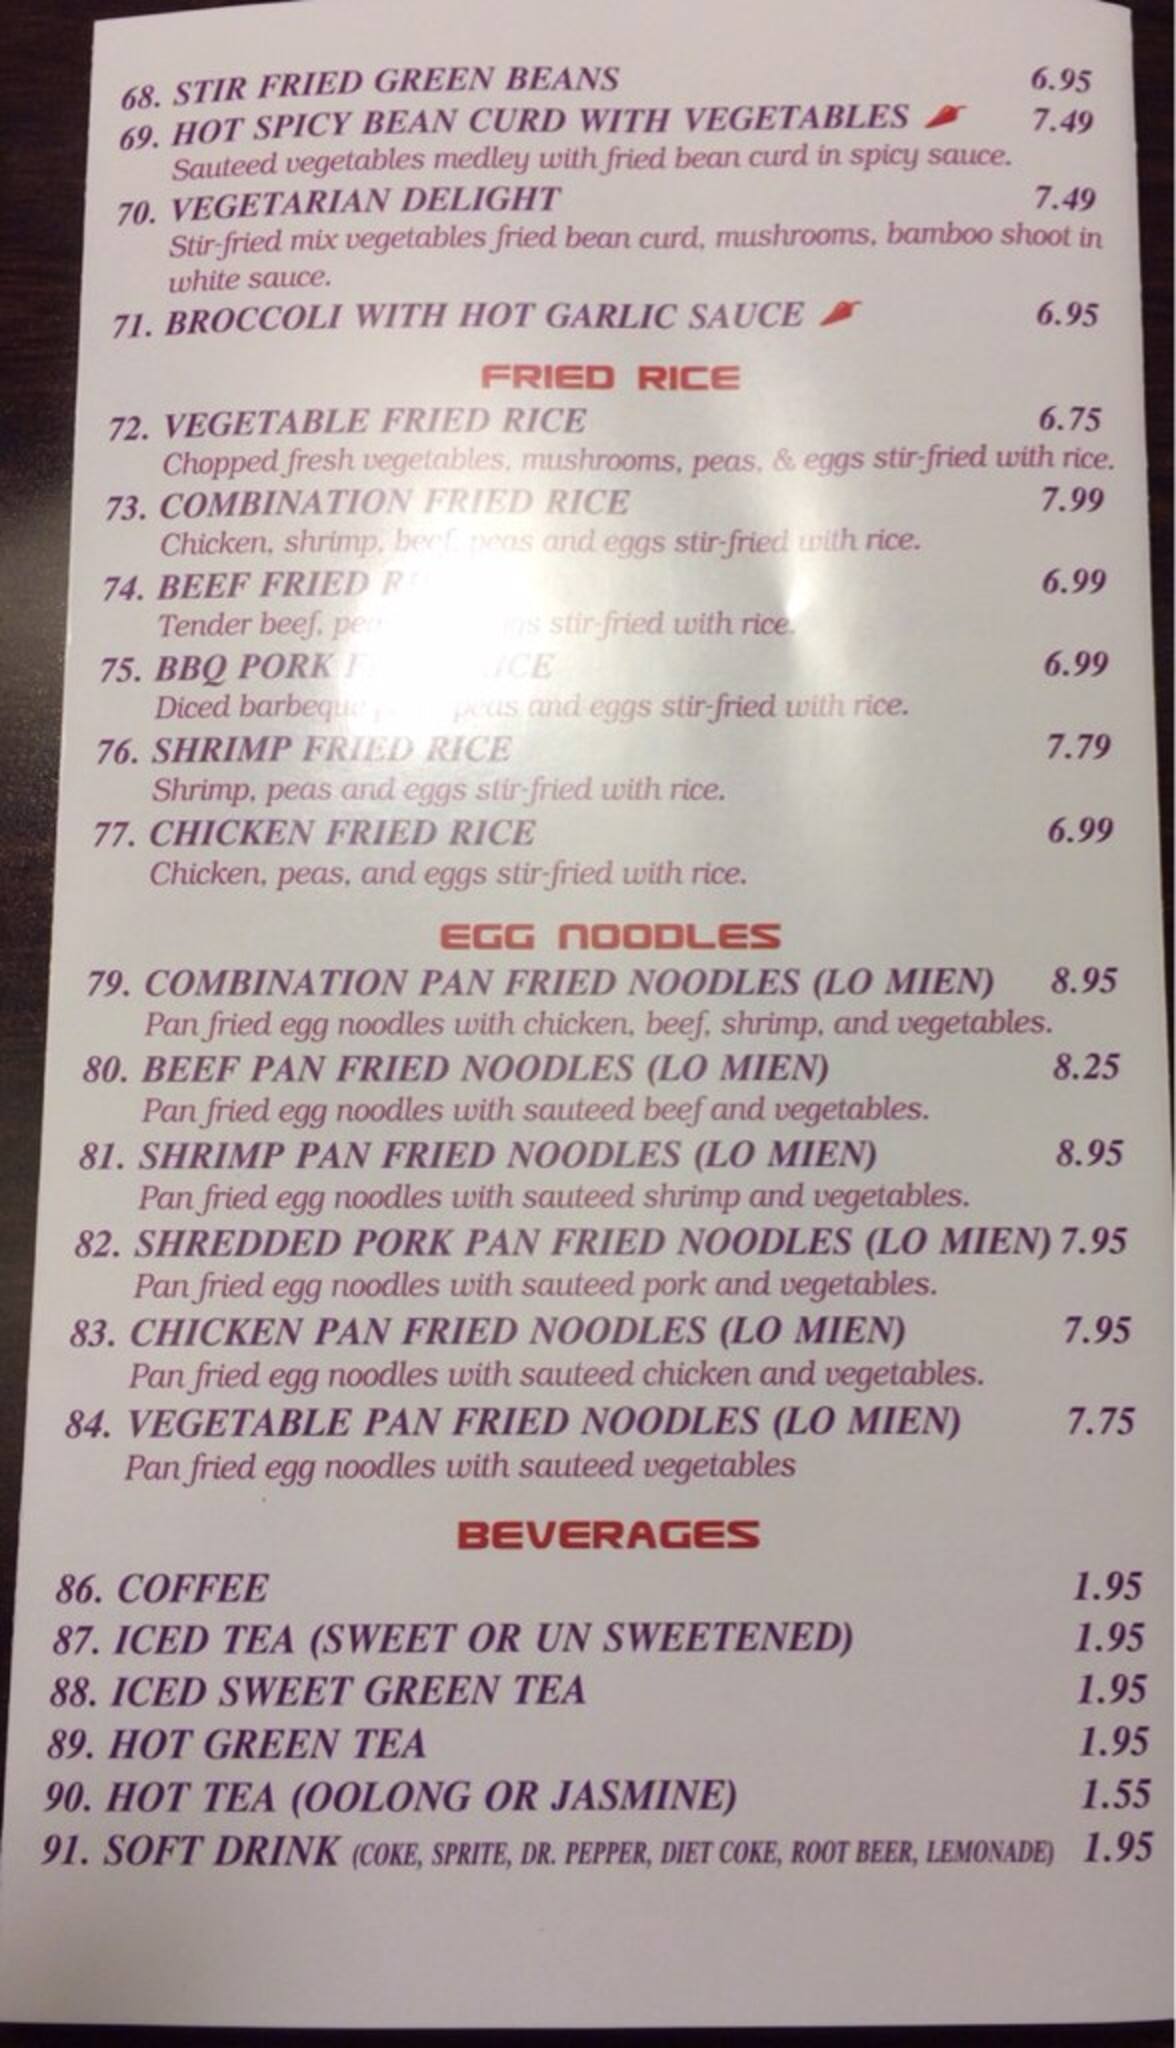 68. STIR FRIED GREEN BEANS 6.95
69. HOT SPICY BEAN CURD WITH VEGETABLES 7.49
Sauteed vegetables medley with fried bean curd in spicy sauce.
70. VEGETARIAN DELIGHT 7.49
Stir-fried mix vegetables fried bean curd, mushrooms, bamboo shoot in
white sauce.
71. BROCCOLI WITH HOT GARLIC SAUCE 6.95
FRIED RICE
72. VEGETABLE FRIED RICE 6.75
Chopped fresh vegetables, mushrooms, peas, & eggs stir-fried with rice.
73. COMBINATION FRIED RICE 7.99
Chicken, shrimp, beef, peas and eggs stir-fried with rice.
74. BEEF FRIED 6.99
Tender beef, stir-fried with rice.
75. BBQ PORK 6.99
Diced barbeque peas and eggs stir-fried with rice.
76. SHRIMP FRIED RICE 7.79
Shrimp, peas and eggs stir-fried with rice.
77. CHICKEN FRIED RICE 6.99
Chicken, peas, and eggs stir-fried with rice.
EGG NOODLES
79. COMBINATION PAN FRIED NOODLES (LO MIEN) 8.95
Pan fried egg noodles with chicken, beef, shrimp, and vegetables.
80. BEEF PAN FRIED NOODLES (LO MIEN) 8.25
Pan fried egg noodles with sauteed beef and vegetables.
81. SHRIMP PAN FRIED NOODLES (LO MIEN) 8.95
Pan fried egg noodles with sauteed shrimp and vegetables.
82. SHREDDED PORK PAN FRIED NOODLES (LO MIEN) 7.95
Pan fried egg noodles with sauteed pork and vegetables.
83. CHICKEN PAN FRIED NOODLES (LO MIEN) 7.95
Pan fried egg noodles with sauteed chicken and vegetables.
84. VEGETABLE PAN FRIED NOODLES (LO MIEN) 7.75
Pan fried egg noodles with sauteed vegetables
BEVERAGES
86. COFFEE 1.95
87. ICED TEA (SWEET OR UN SWEETENED) 1.95
88. ICED SWEET GREEN TEA 1.95
89. HOT GREEN TEA 1.95
90. HOT TEA (OOLONG OR JASMINE) 1.55
91. SOFT DRINK (COKE, SPRITE, DR. PEPPER, DIET COKE, ROOT BEER, LEMONADE) 1.95